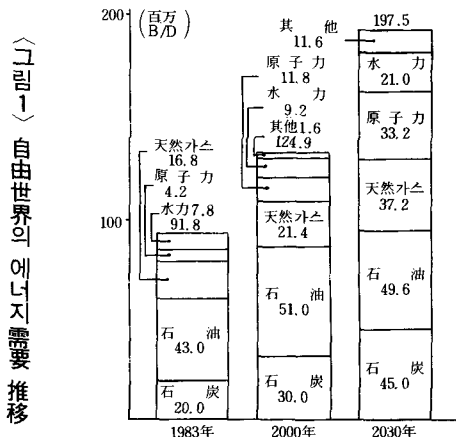 〈그림 1〉 自由世界의 에너지 需要 推移
200
(百万
B/D)
天然가스
16.8
原子力
4.2
水力 7.8
91.8
石油
43.0
石炭
20.0
1983年
原子力
11.8
水力
9.2
其他 1.6
124.9
天然가스
21.4
石油
51.0
石炭
30.0
2000年
其他
11.6
197.5
水力
21.0
原子力
33.2
天然가스
37.2
石油
49.6
石炭
45.0
2030年
100